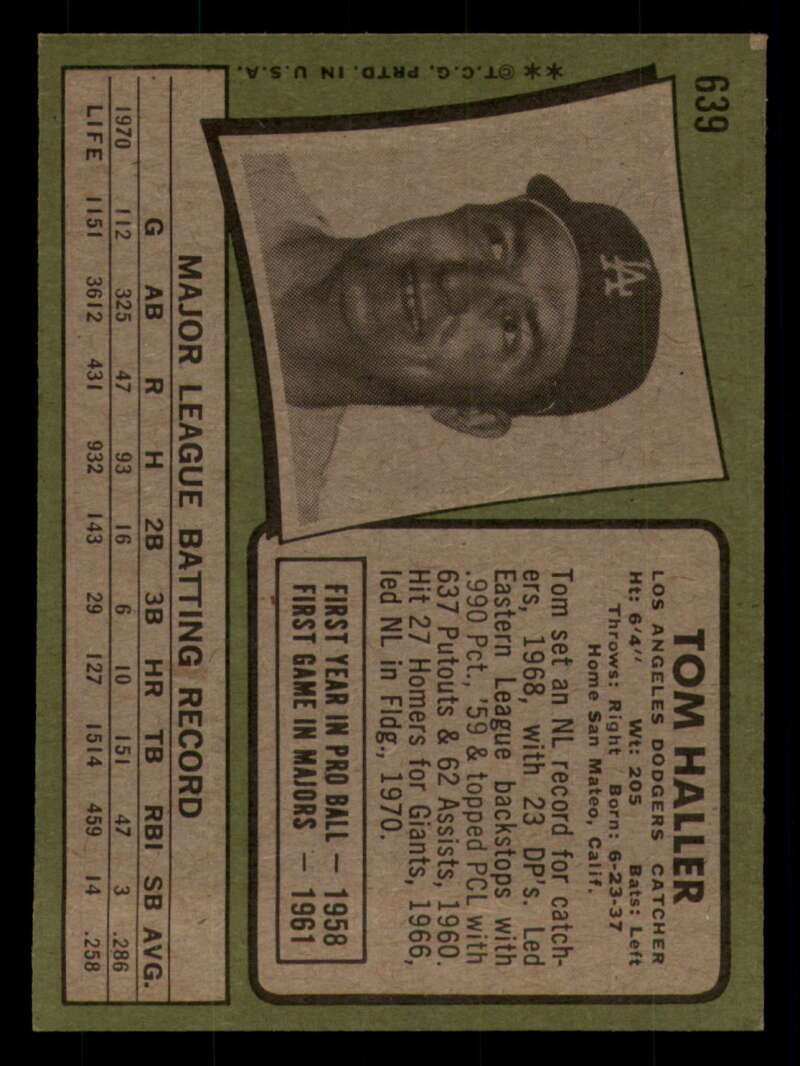 639
TOM HALLER
LOS ANGELES DODGERS CATCHER
Ht: 6'4" Wt: 205 Bats: Left
Throws: Right Born: 6-23-37
Home San Mateo, Calif.
Tom set an NL record for catch-
ers, 1968, with 23 DP's. Led
Eastern League backstops with
.990 Pct., '59 & topped PCL with
637 Putouts & 62 Assists, 1960.
Hit 27 Homers for Giants, 1966,
led NL in Fldg., 1970.
FIRST YEAR IN PRO BALL — 1958
FIRST GAME IN MAJORS — 1961
LA
**©T.C.G. PRTD. IN U.S.A.
MAJOR LEAGUE BATTING RECORD
G AB R H 2B 3B HR TB RBI SB AVG.
1970 112 325 47 93 16 6 10 151 47 3 .286
LIFE 1151 3612 431 932 143 29 127 1514 459 14 .258